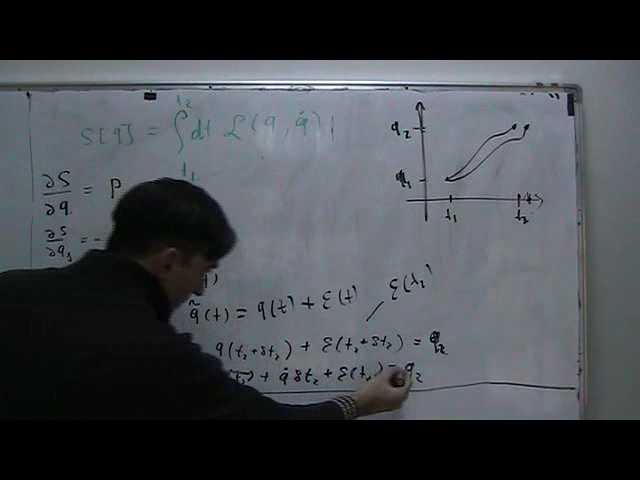 S[q] = ∫ dt ℒ(q, q̇)
t₂
t₁
∂S/∂q = P
∂S/∂q₁ = -
t)
q̃(t) = q(t) + ε(t)
q(t₂+δt₂) + ε(t₂+δt₂) = q₂
(t₂) + q̇ δt₂ + ε(t₂) = q₂
q₂
q₁
t₁
t₂